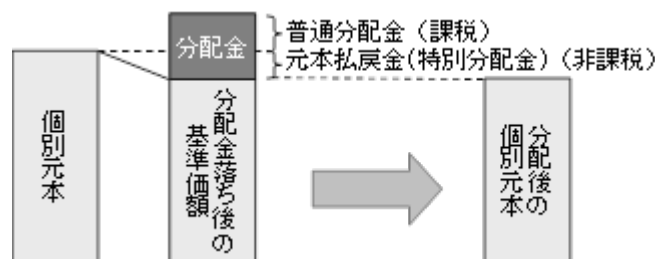 分配金
普通分配金（課税）
元本払戻金(特別分配金)（非課税）
個別元本
分配金落ち後の
基準価額
分配後の
個別元本